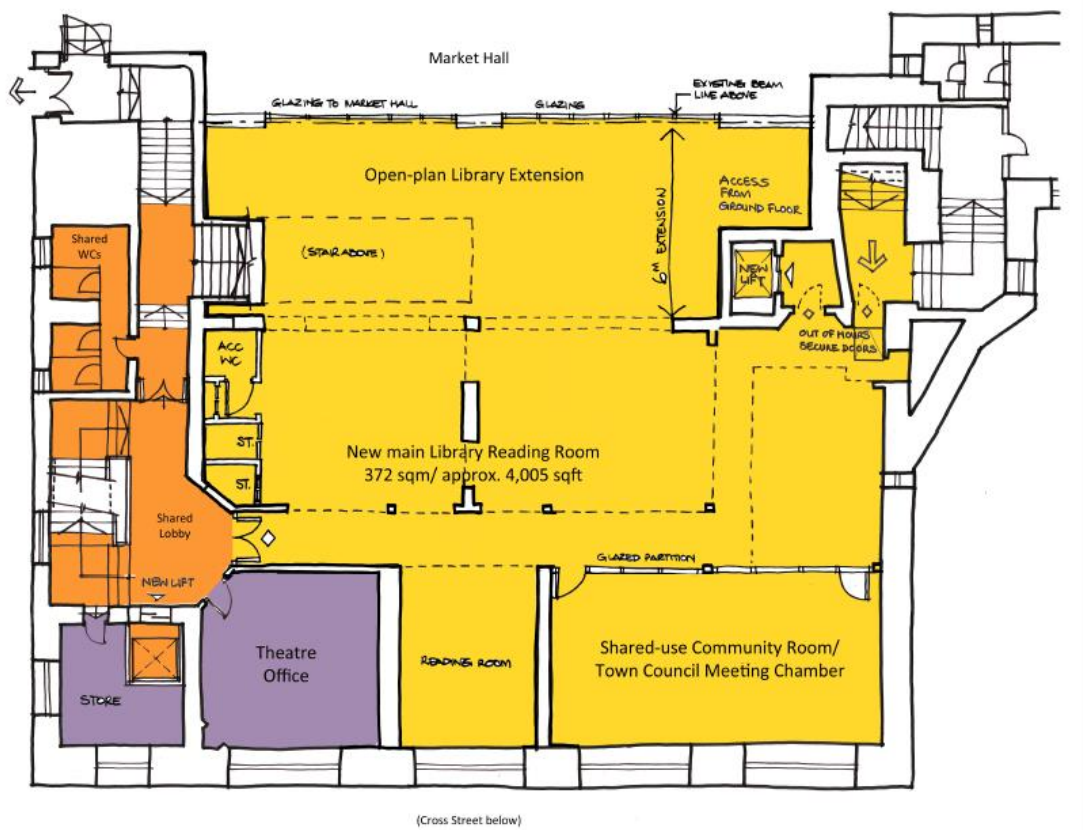 Market Hall
GLAZING TO MARKET HALL
GLAZING
EXISTING BEAM
LINE ABOVE
Open-plan Library Extension
ACCESS
FROM
GROUND FLOOR
6M EXTENSION
Shared
WCs
(STAIR ABOVE)
NEW
LIFT
OUT OF HOURS
SECURE DOORS
ACC
WC
ST.
New main Library Reading Room
372 sqm/ approx. 4,005 sqft
ST.
Shared
Lobby
GLAZED PARTITION
NEW LIFT
Theatre
Office
READING ROOM
Shared-use Community Room/
Town Council Meeting Chamber
STORE
(Cross Street below)